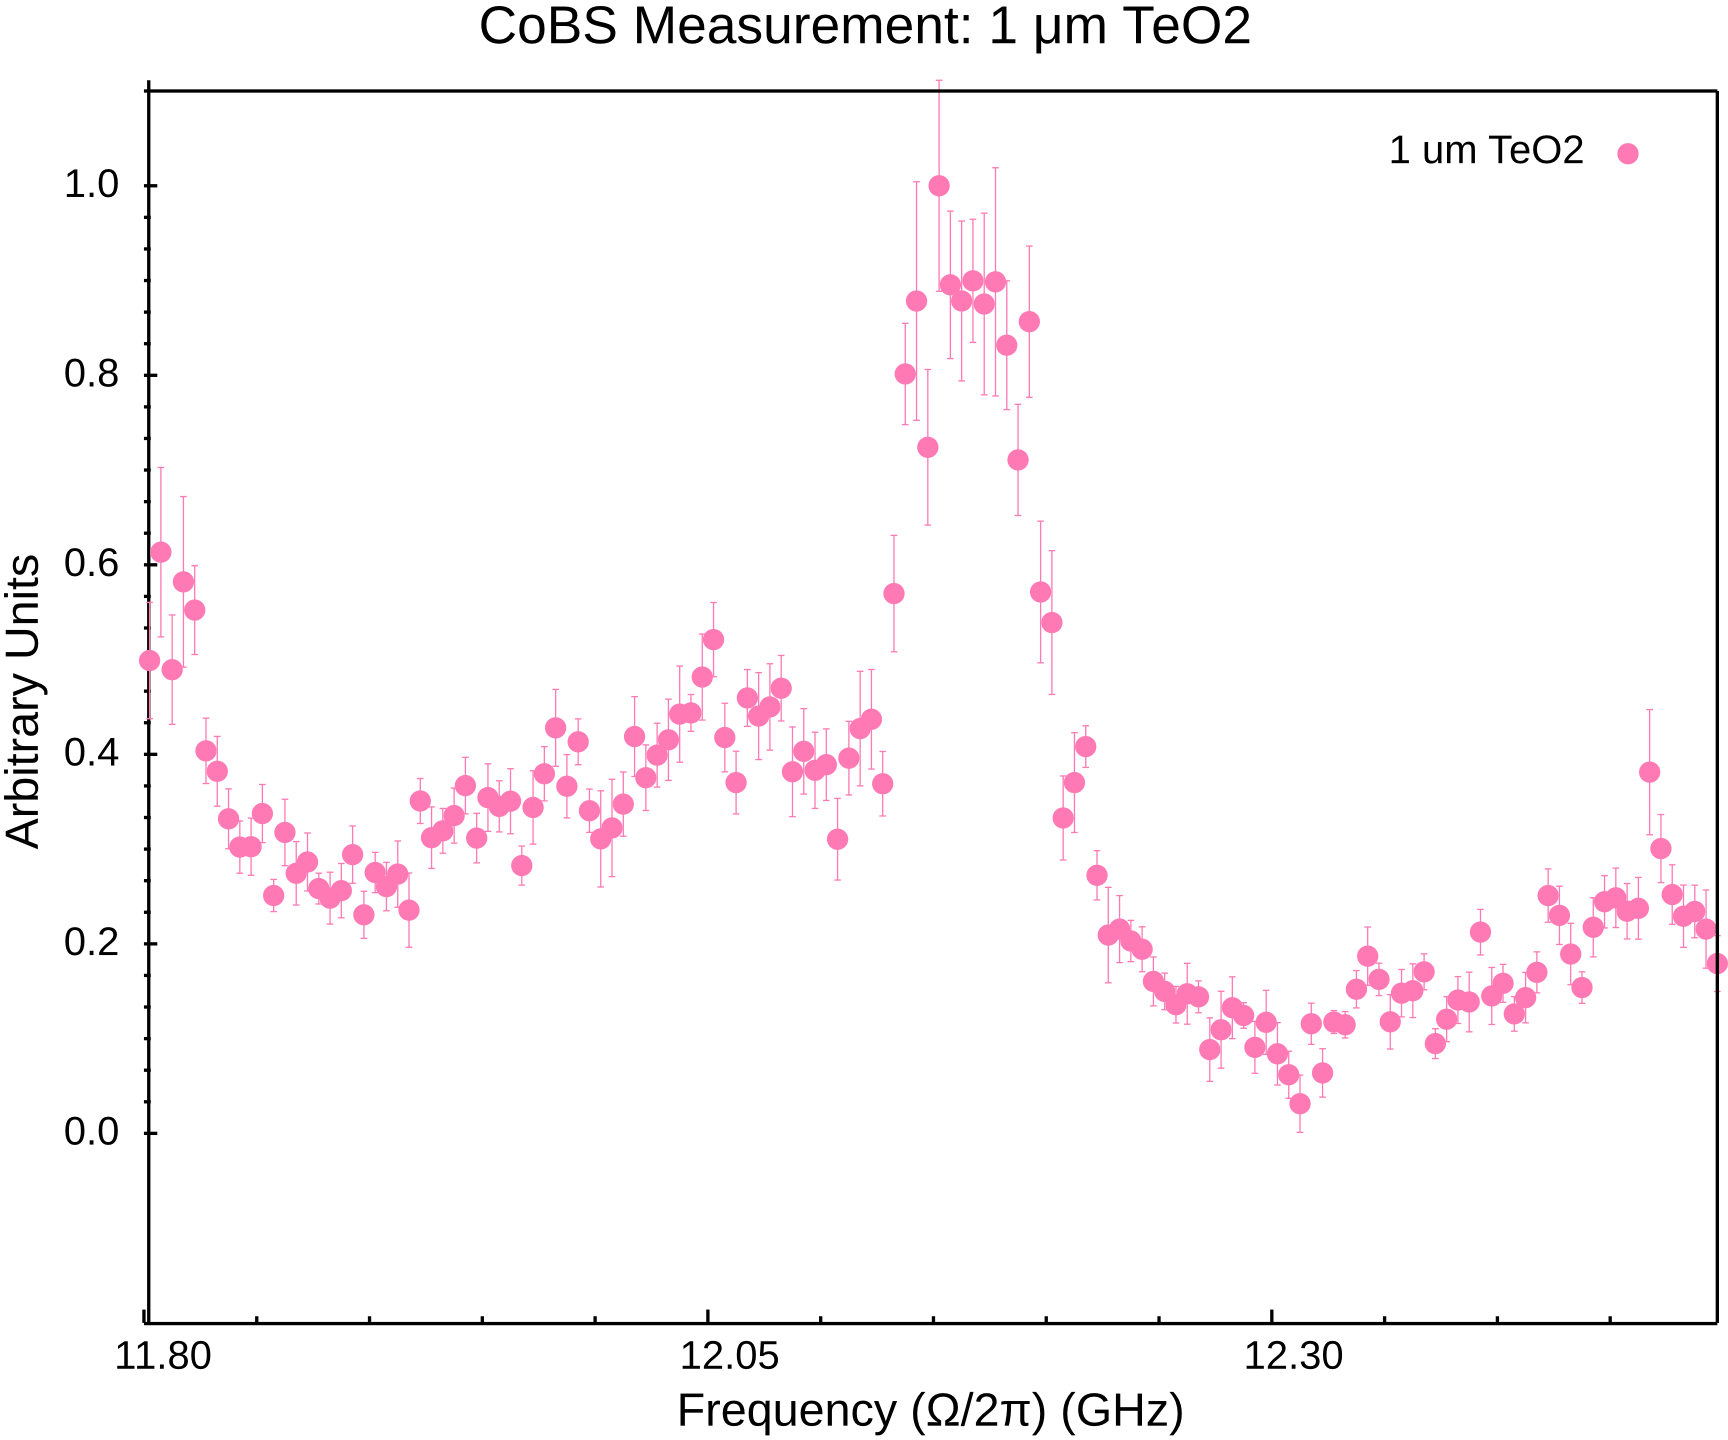 CoBS Measurement: 1 μm TeO2
1 um TeO2
1.0
0.8
0.6
0.4
0.2
0.0
Arbitrary Units
11.80
12.05
12.30
Frequency (Ω/2π) (GHz)